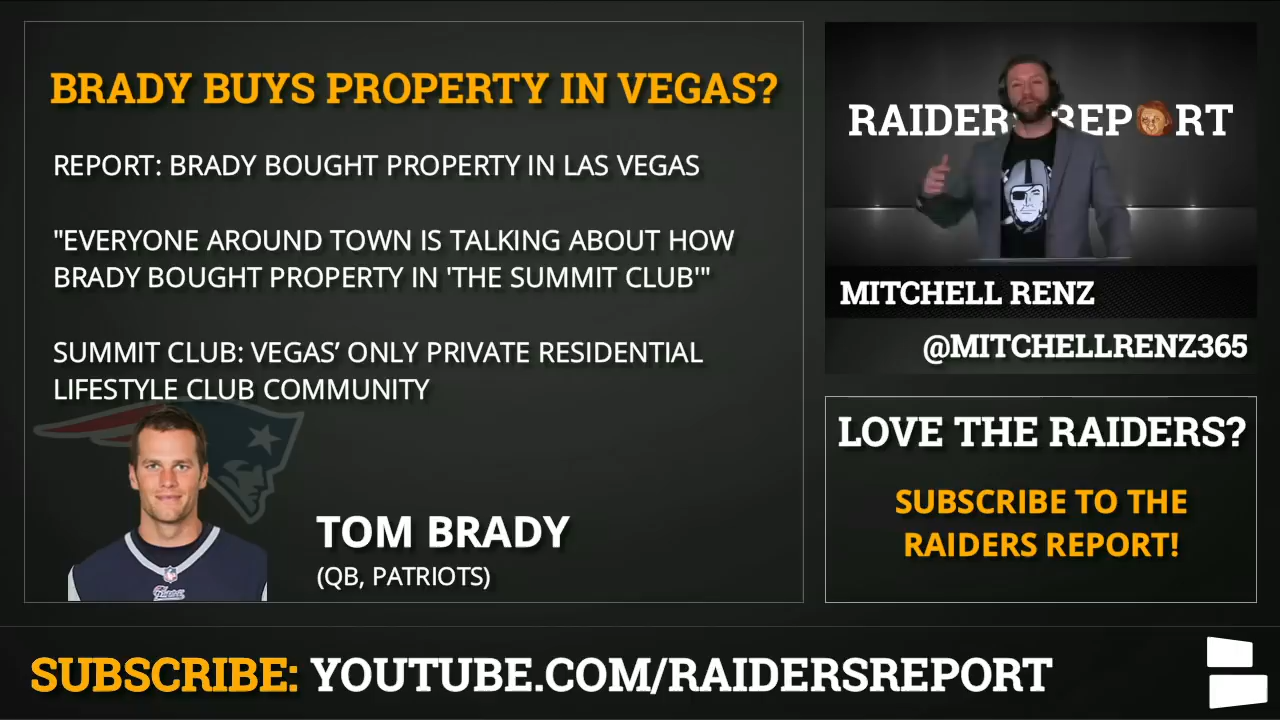 BRADY BUYS PROPERTY IN VEGAS?
REPORT: BRADY BOUGHT PROPERTY IN LAS VEGAS
"EVERYONE AROUND TOWN IS TALKING ABOUT HOW
BRADY BOUGHT PROPERTY IN 'THE SUMMIT CLUB'"
SUMMIT CLUB: VEGAS’ ONLY PRIVATE RESIDENTIAL
LIFESTYLE CLUB COMMUNITY
TOM BRADY
(QB, PATRIOTS)
RAIDERS REPORT
MITCHELL RENZ
@MITCHELLRENZ365
LOVE THE RAIDERS?
SUBSCRIBE TO THE
RAIDERS REPORT!
SUBSCRIBE: YOUTUBE.COM/RAIDERSREPORT